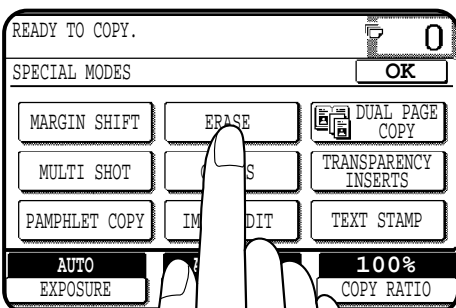 READY TO COPY.
0
SPECIAL MODES
OK
MARGIN SHIFT
ERASE
DUAL PAGE
COPY
MULTI SHOT
TRANSPARENCY
INSERTS
PAMPHLET COPY
TEXT STAMP
AUTO
100%
EXPOSURE
COPY RATIO